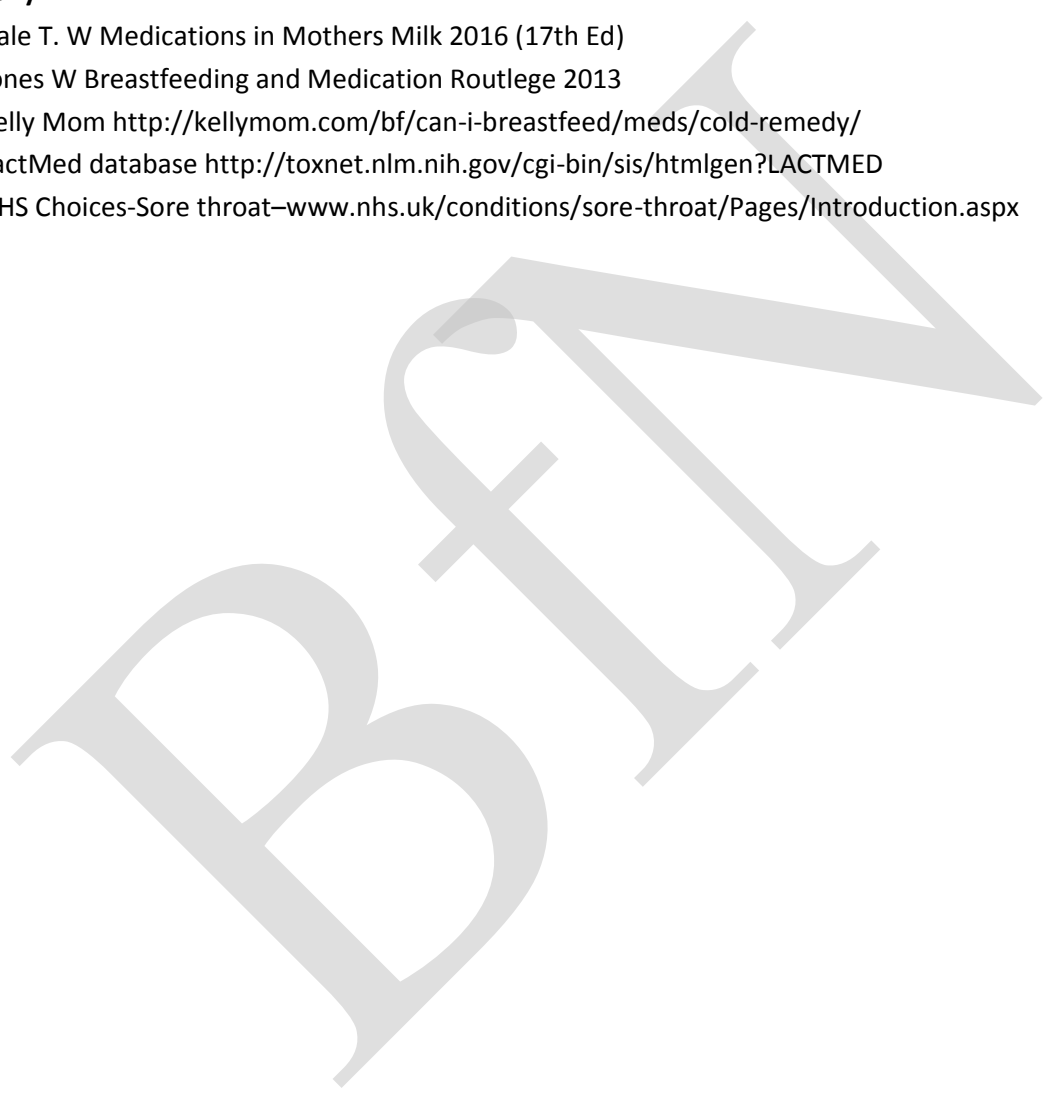 ale T. W Medications in Mothers Milk 2016 (17th Ed)
ones W Breastfeeding and Medication Routlege 2013
elly Mom http://kellymom.com/bf/can-i-breastfeed/meds/cold-remedy/
actMed database http://toxnet.nlm.nih.gov/cgi-bin/sis/htmlgen?LACTMED
HS Choices-Sore throat–www.nhs.uk/conditions/sore-throat/Pages/Introduction.aspx
BfN